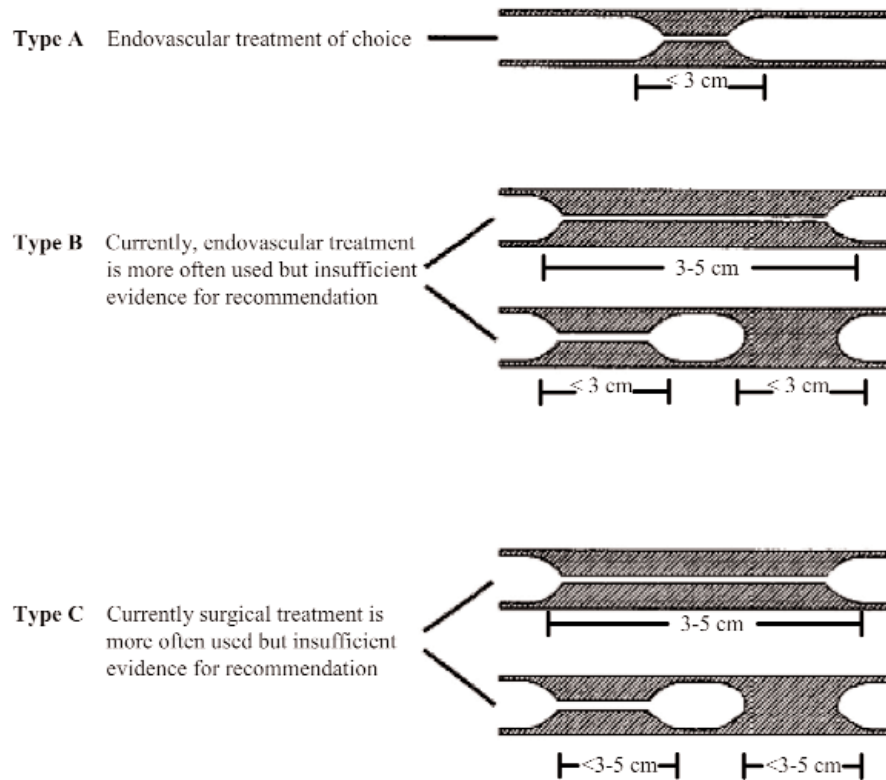 Type A Endovascular treatment of choice
< 3 cm
Type B Currently, endovascular treatment
is more often used but insufficient
evidence for recommendation
3-5 cm
< 3 cm < 3 cm
Type C Currently surgical treatment is
more often used but insufficient
evidence for recommendation
3-5 cm
<3-5 cm <3-5 cm